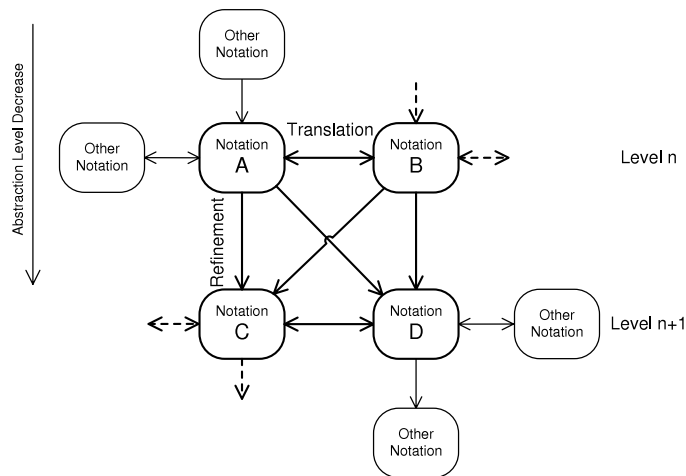 Other
Notation
Abstraction Level Decrease
Translation
Other
Notation
Notation
A
Notation
B
Level n
Refinement
Notation
C
Notation
D
Other
Notation
Level n+1
Other
Notation